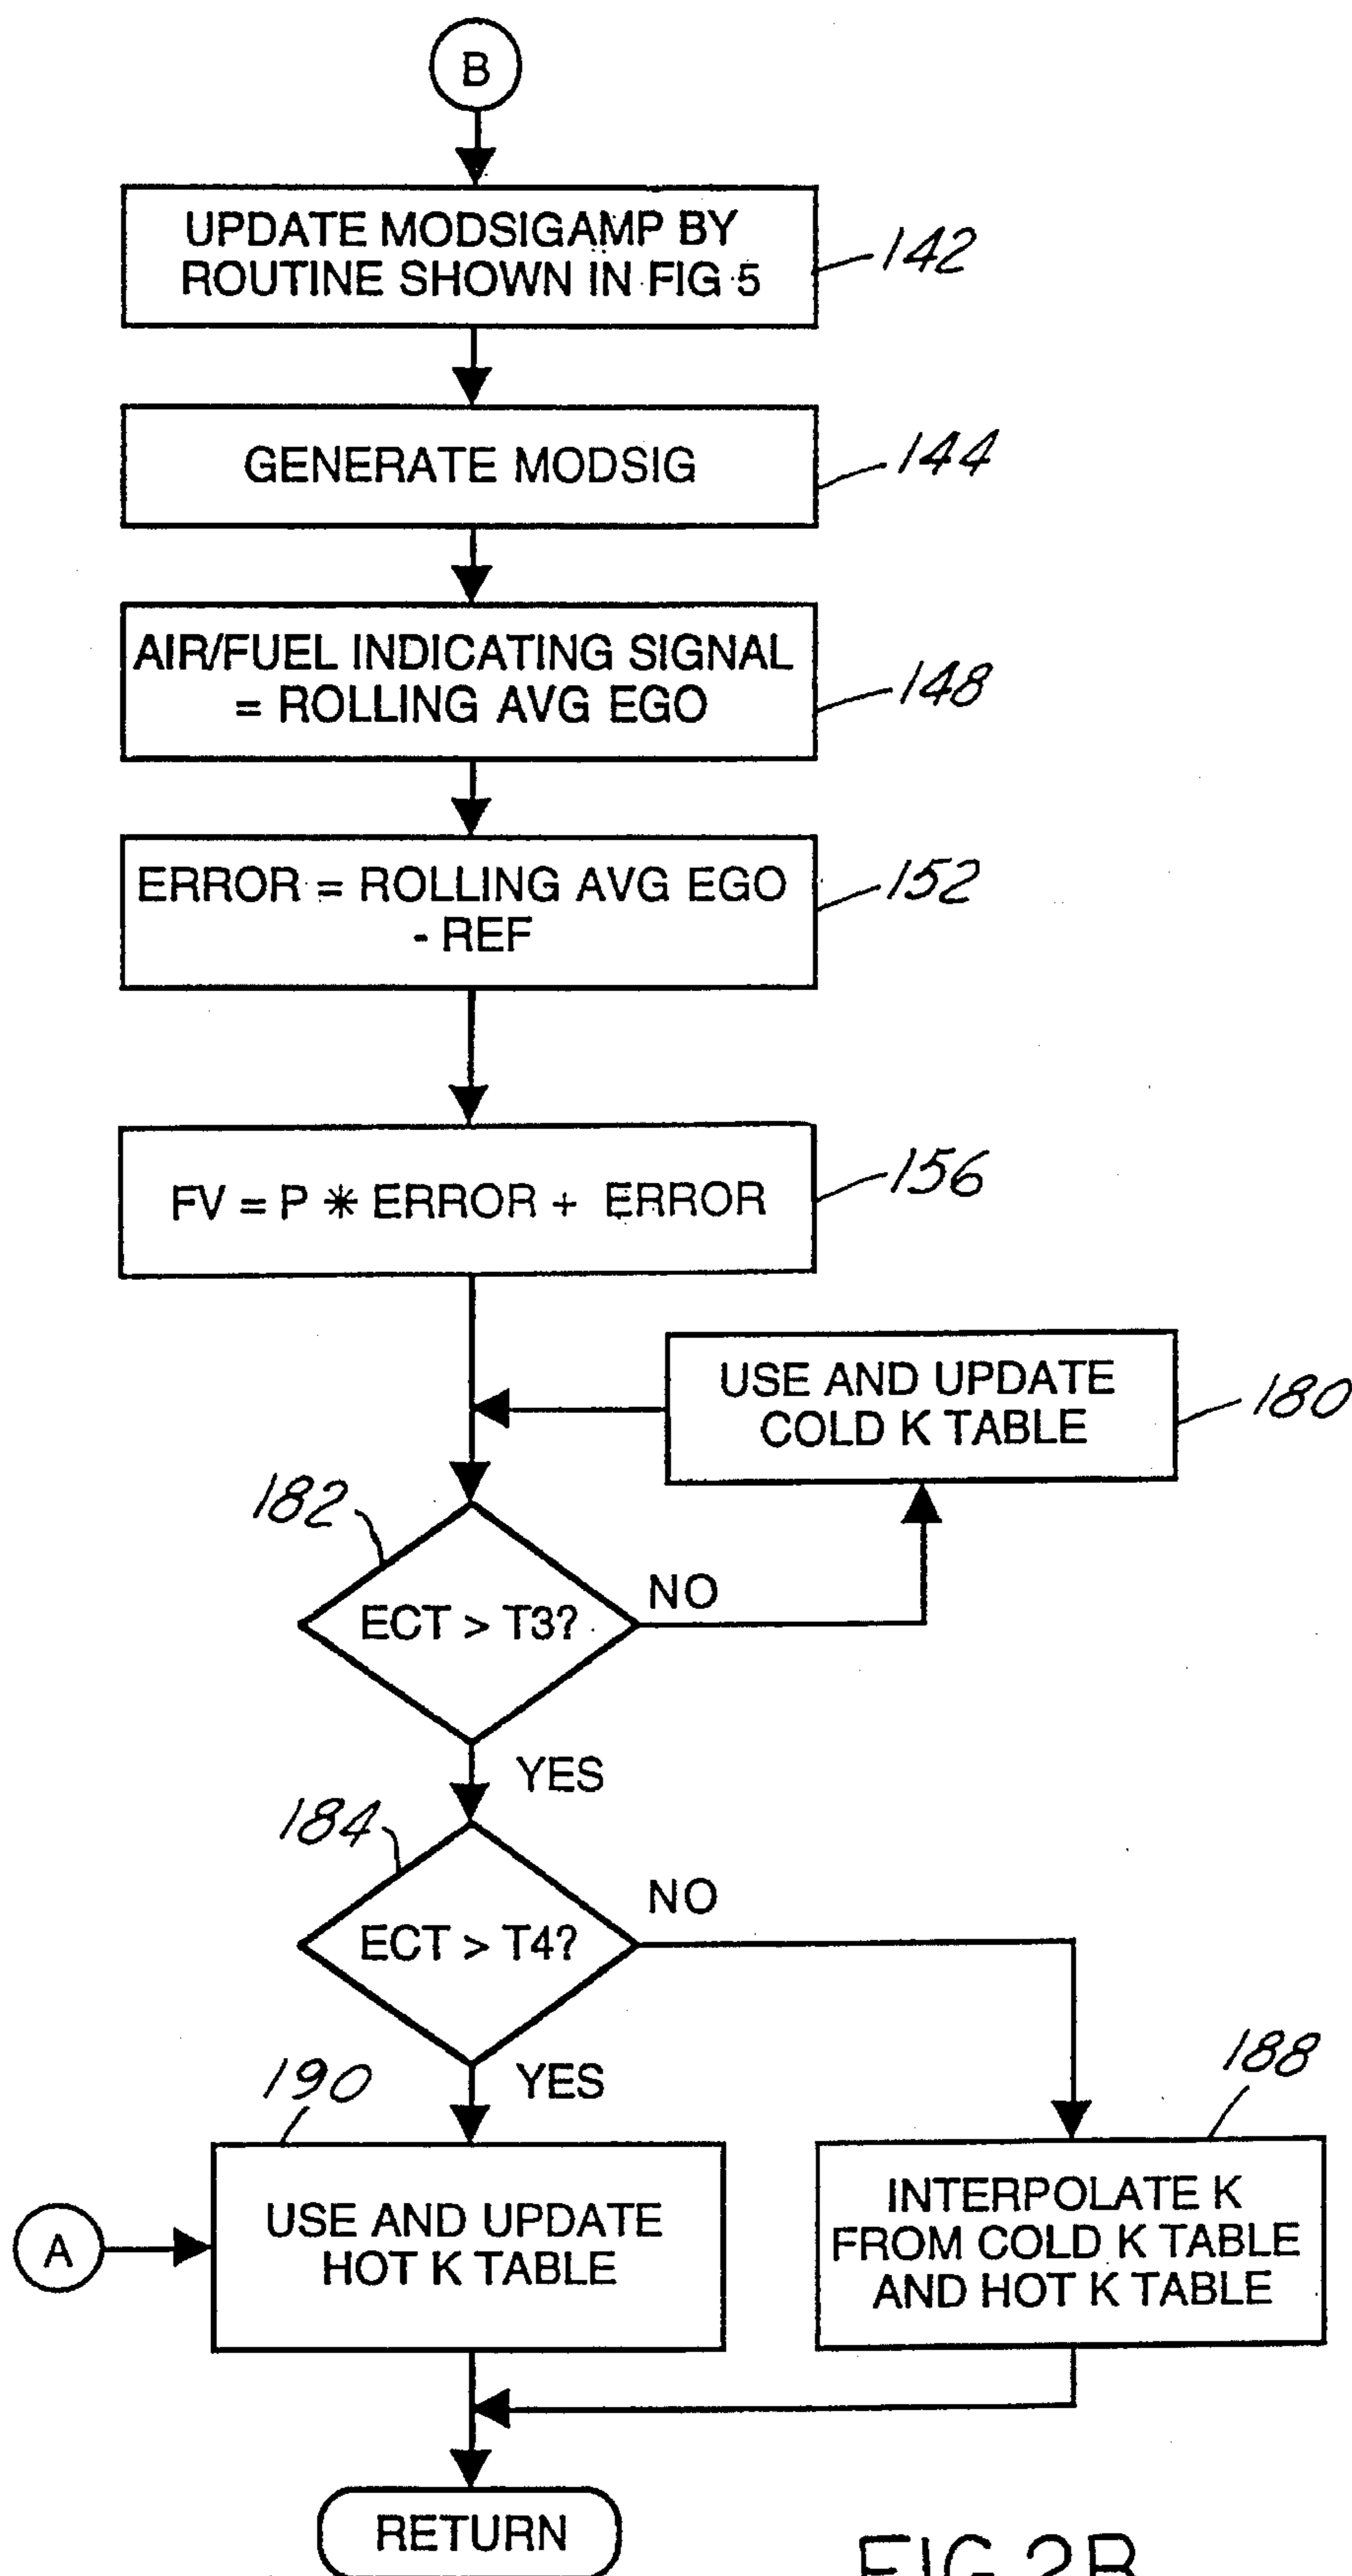 B
UPDATE MODSIGAMP BY
ROUTINE SHOWN IN FIG 5
142
GENERATE MODSIG
144
AIR/FUEL INDICATING SIGNAL
= ROLLING AVG EGO
148
ERROR = ROLLING AVG EGO
- REF
152
FV = P * ERROR + ERROR
156
USE AND UPDATE
COLD K TABLE
180
182
ECT > T3?
NO
YES
184
ECT > T4?
NO
YES
190
188
A
USE AND UPDATE
HOT K TABLE
INTERPOLATE K
FROM COLD K TABLE
AND HOT K TABLE
RETURN
FIG.2B